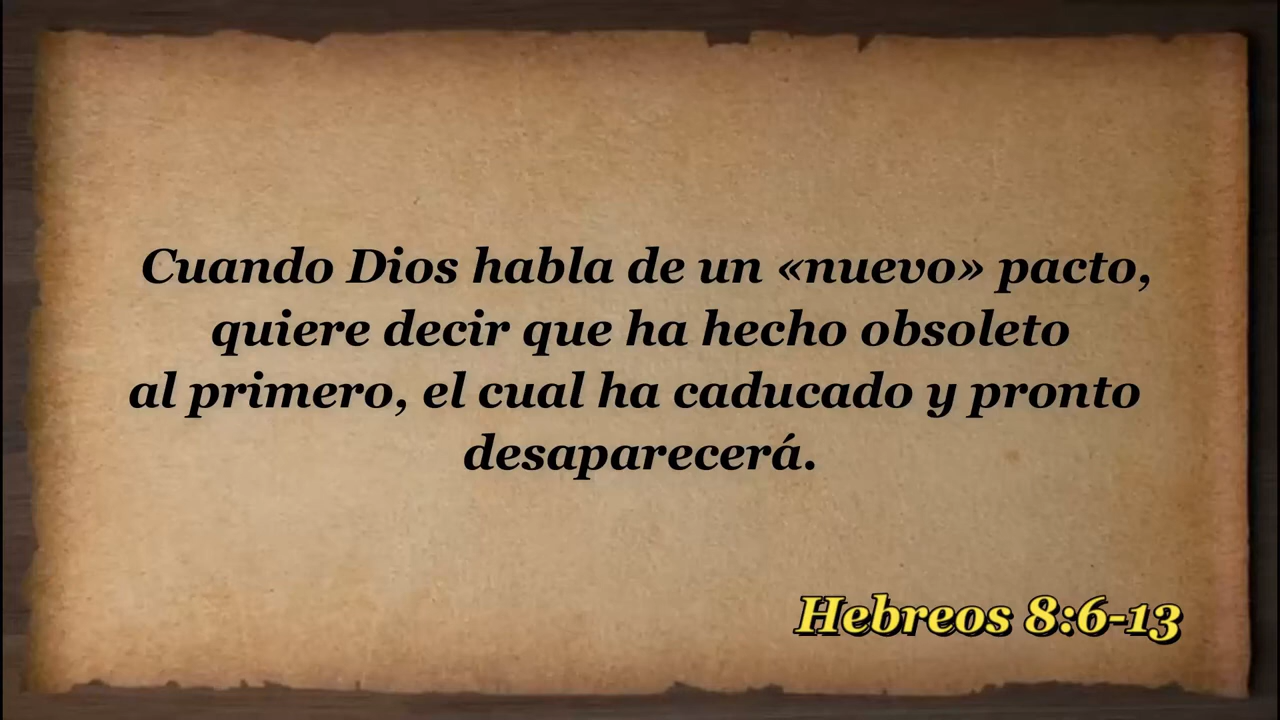 Cuando Dios habla de un «nuevo» pacto,
quiere decir que ha hecho obsoleto
al primero, el cual ha caducado y pronto
desaparecerá.
Hebreos 8:6-13